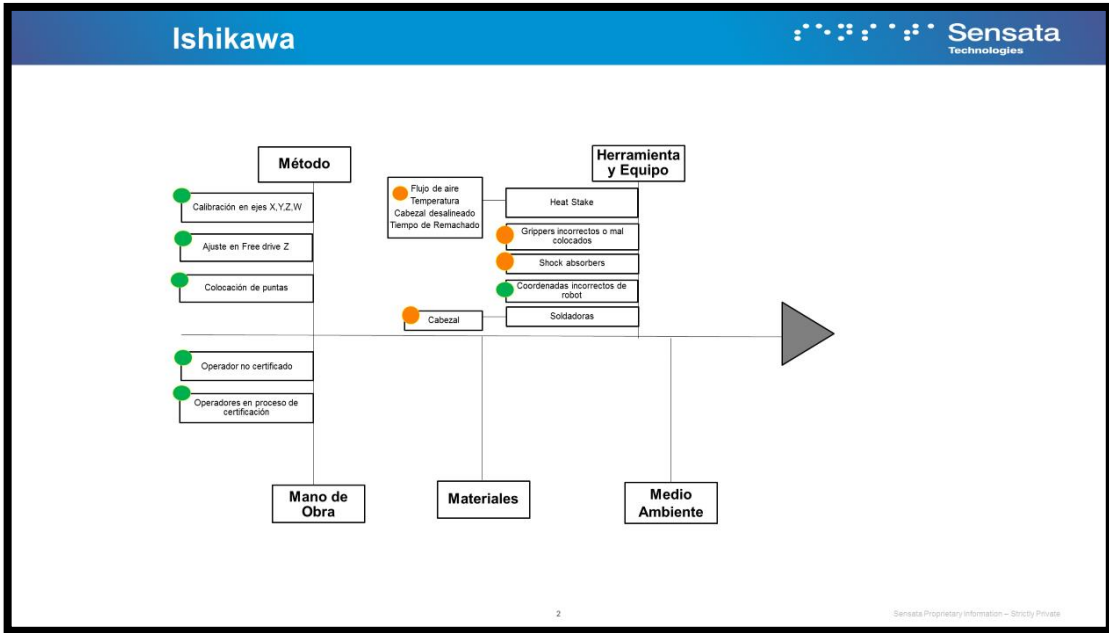 Ishikawa
Sensata
Technologies
Método
Herramienta
y Equipo
Calibración en ejes X,Y,Z,W
Ajuste en Free drive Z
Colocación de puntas
Flujo de aire
Temperatura
Cabezal desalineado
Tiempo de Remachado
Heat Stake
Grippers incorrectos o mal
colocados
Shock absorbers
Coordenadas incorrectos de
robot
Cabezal
Soldadoras
Operador no certificado
Operadores en proceso de
certificación
Mano de
Obra
Materiales
Medio
Ambiente
2
Sensata Proprietary Information – Strictly Private